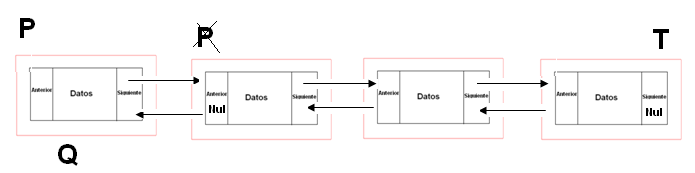 P
P
T
Anterior Datos Siguiente
Anterior Datos Siguiente
Nul
Anterior Datos Siguiente
Anterior Datos Siguiente
Nul
Q